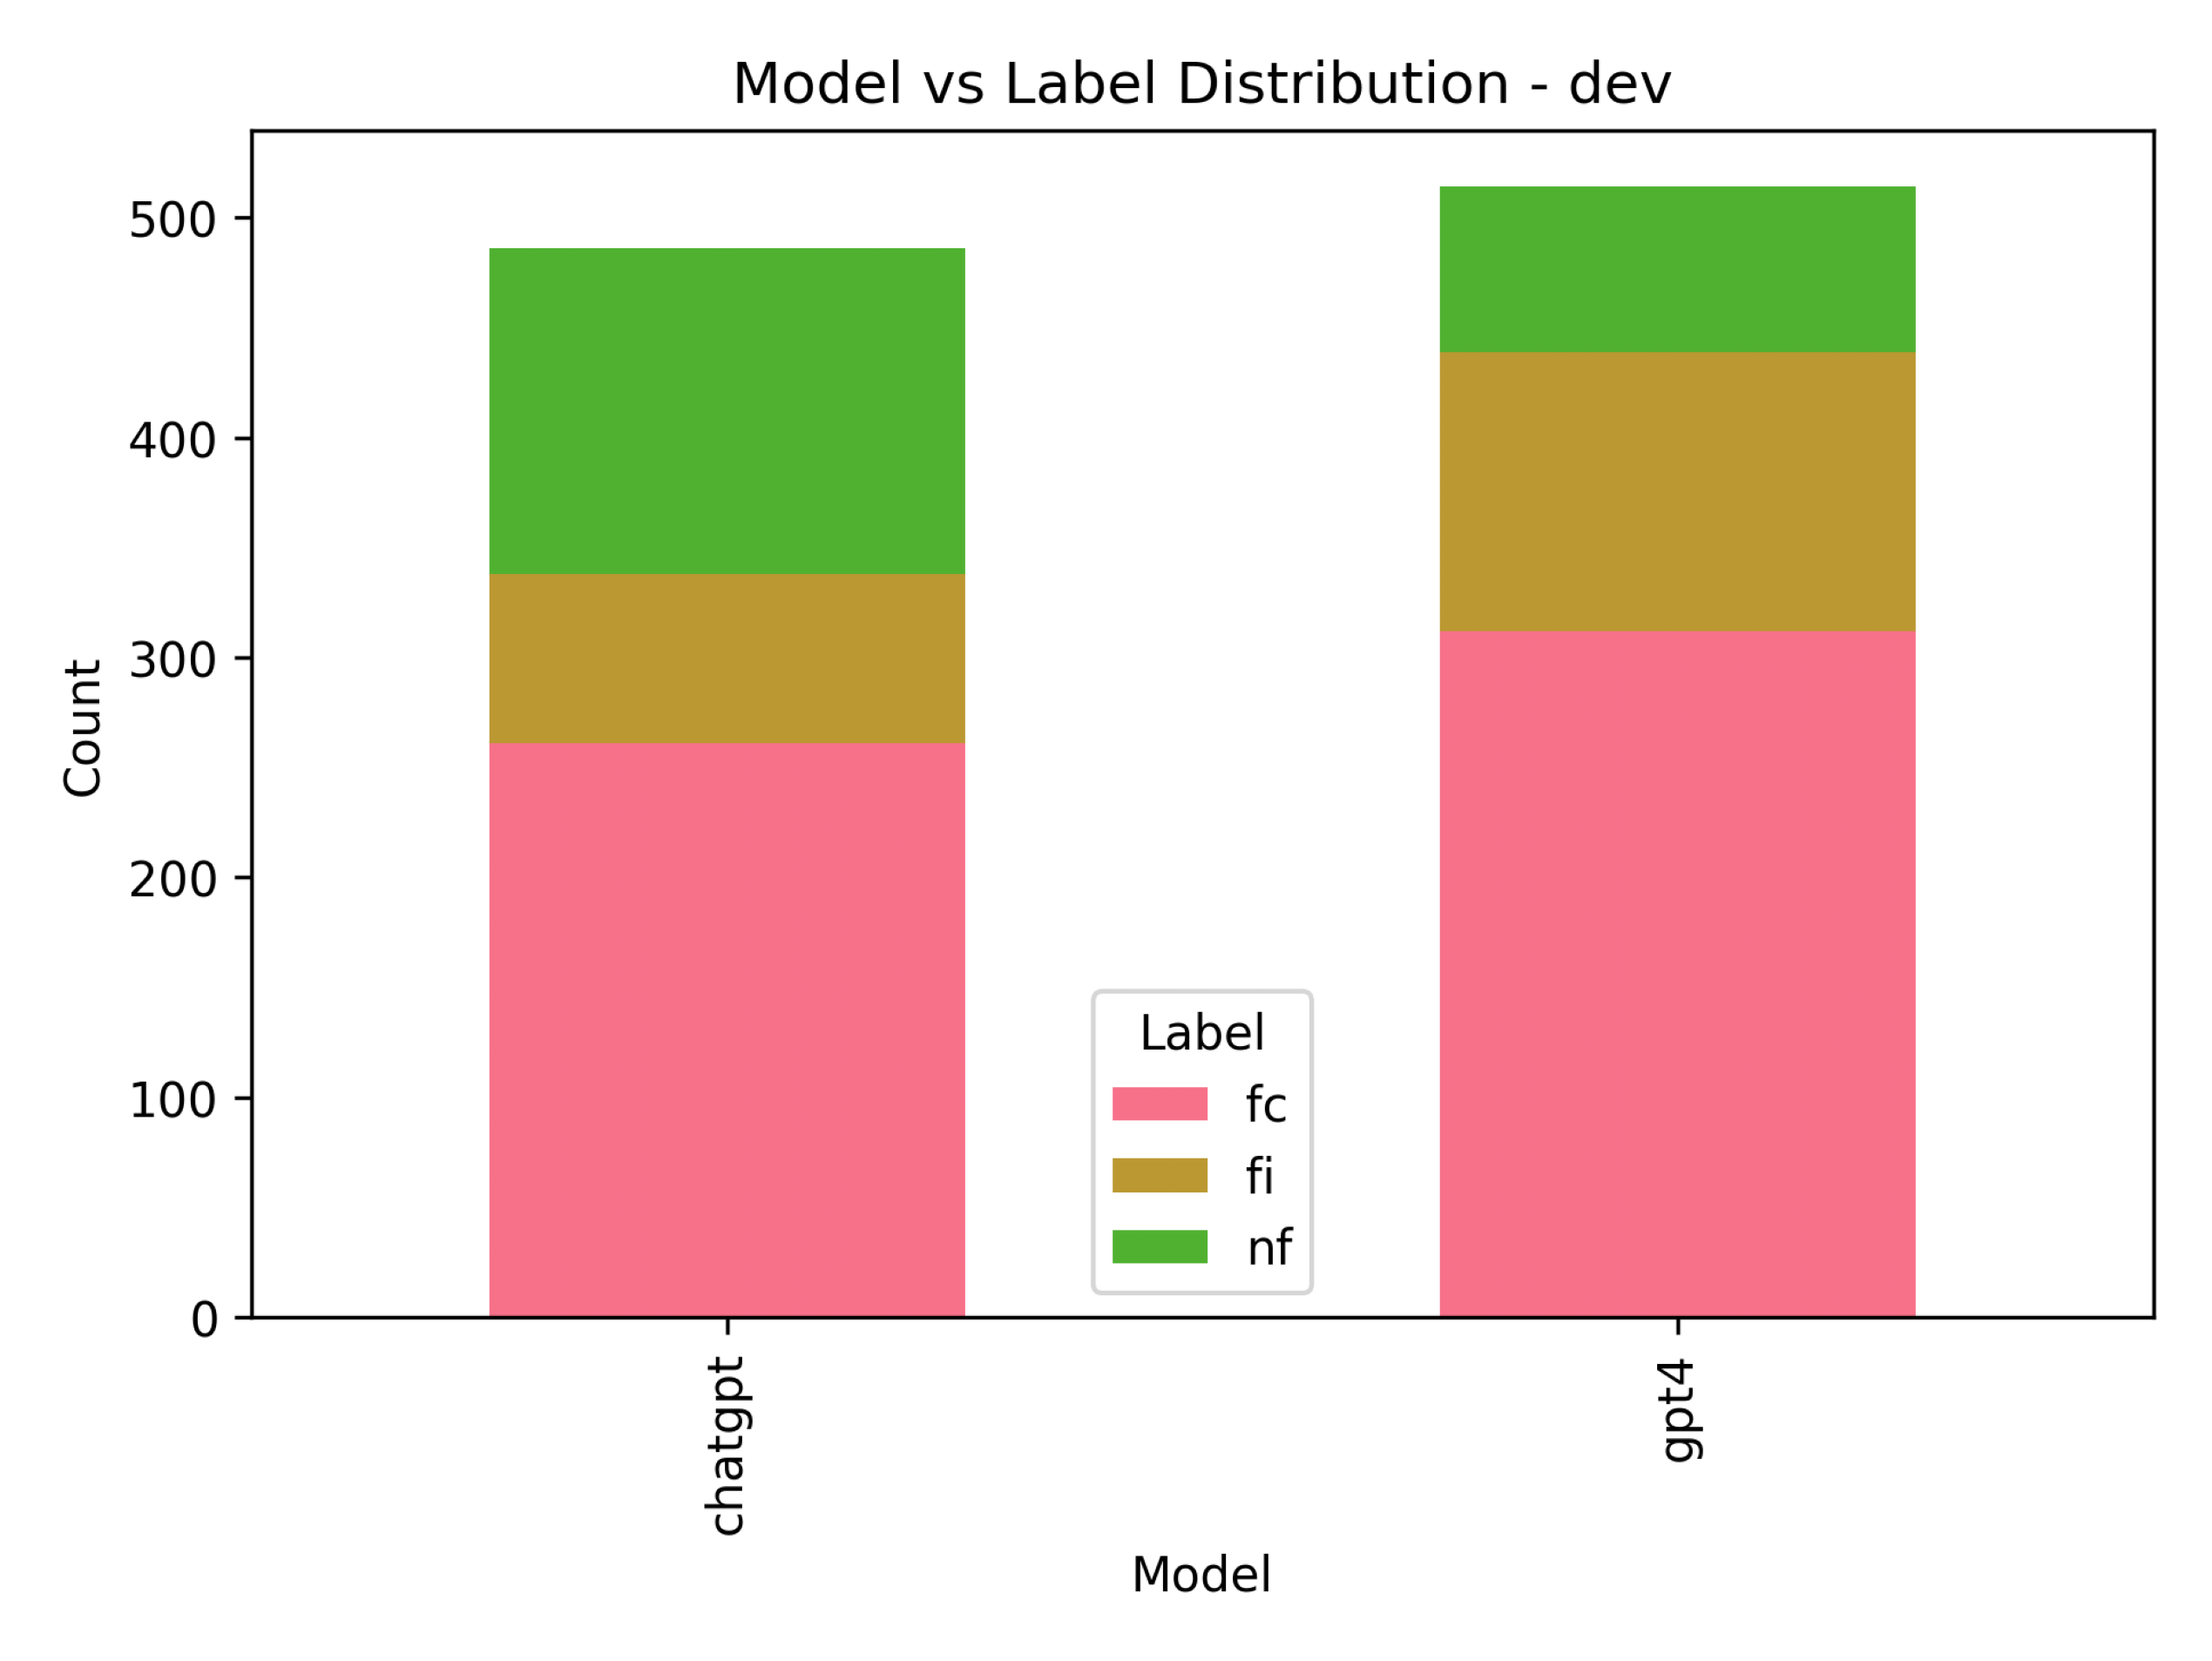 Model vs Label Distribution - dev
Count
500
400
300
200
100
0
Label
fc
fi
nf
chatgpt
gpt4
Model